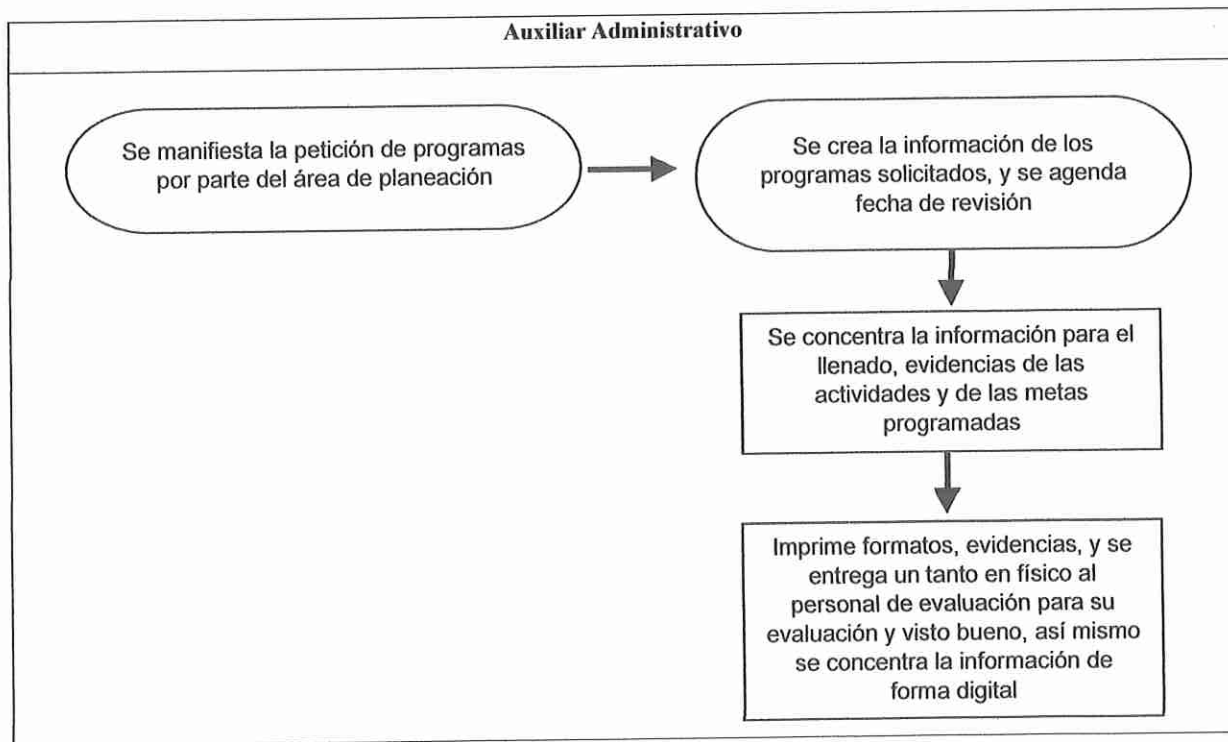 Auxiliar Administrativo
Se manifiesta la petición de programas
por parte del área de planeación
Se crea la información de los
programas solicitados, y se agenda
fecha de revisión
Se concentra la información para el
llenado, evidencias de las
actividades y de las metas
programadas
Imprime formatos, evidencias, y se
entrega un tanto en físico al
personal de evaluación para su
evaluación y visto bueno, así mismo
se concentra la información de
forma digital